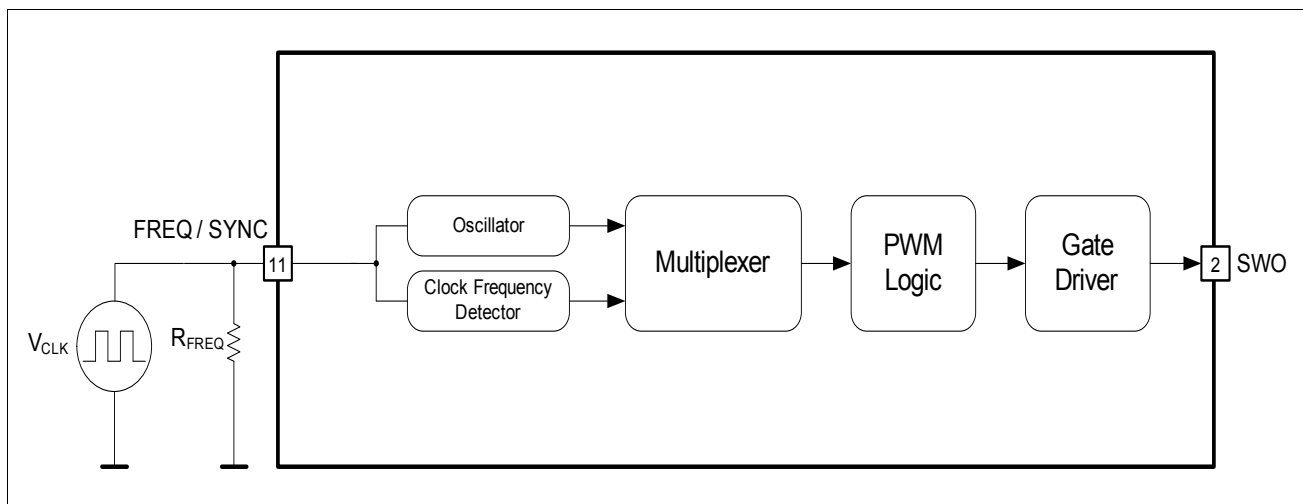 FREQ / SYNC
11
VCLK
RFREQ
Oscillator
Clock Frequency
Detector
Multiplexer
PWM
Logic
Gate
Driver
2
SWO